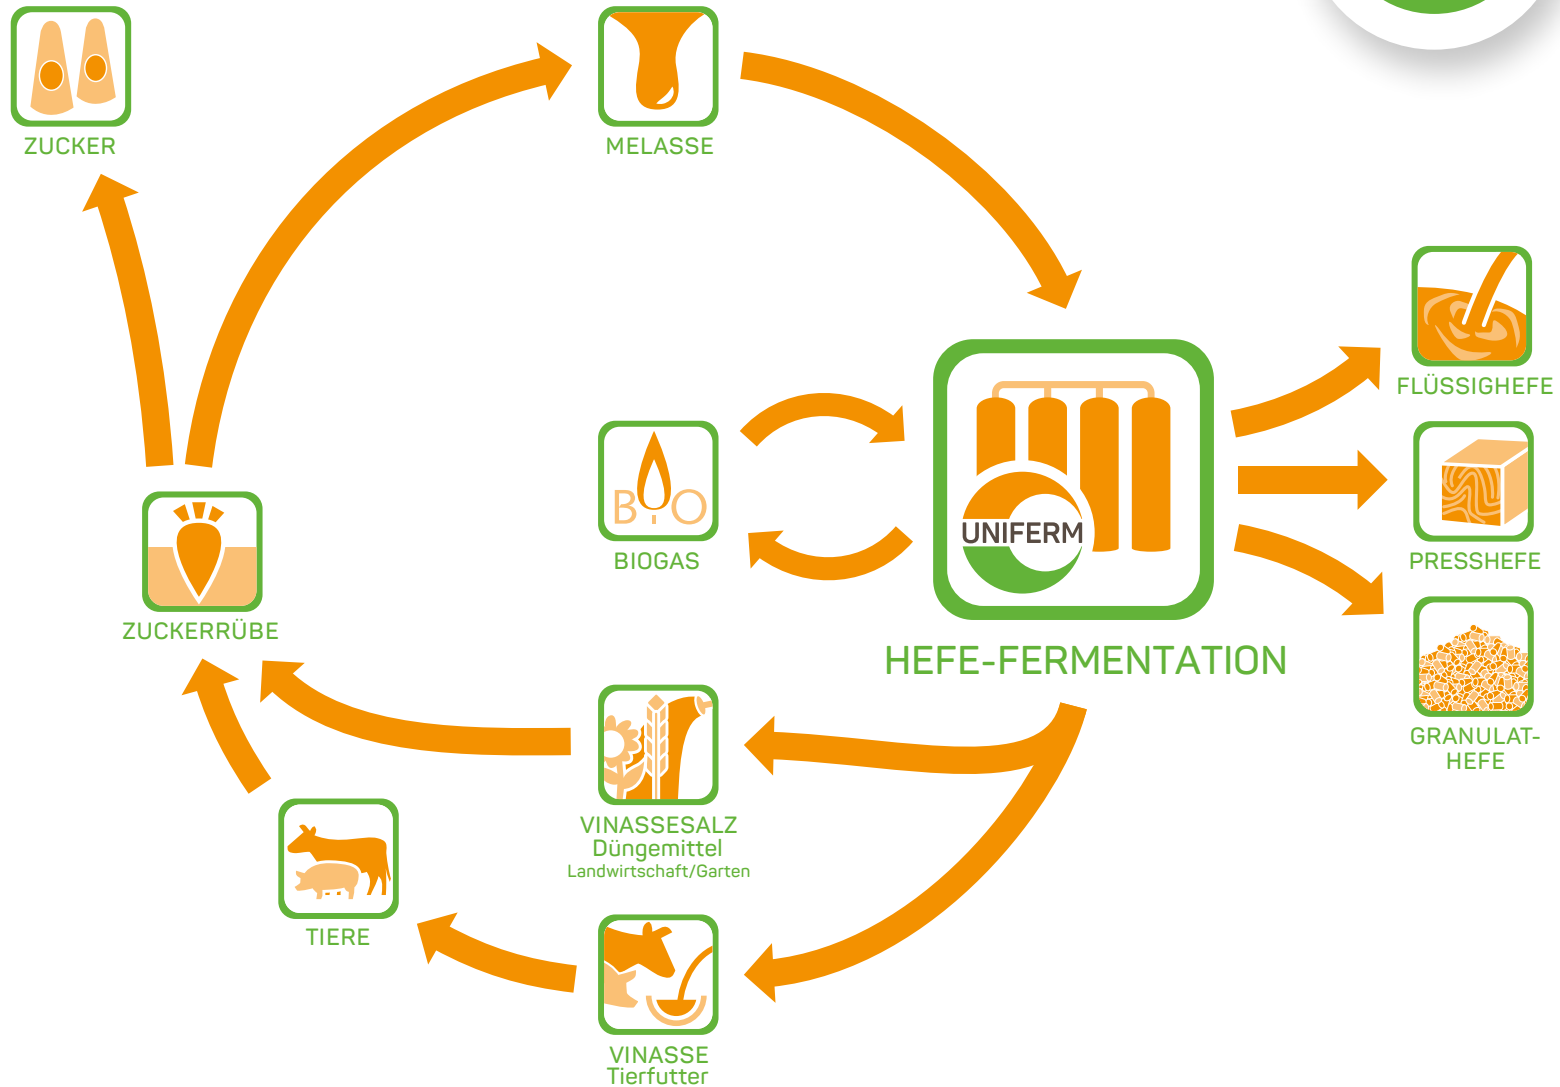 ZUCKER
MELASSE
FLÜSSIGHEFE
BIO
BIOGAS
UNIFERM
PRESSHEFE
ZUCKERRÜBE
HEFE-FERMENTATION
GRANULAT-
HEFE
VINASSESALZ
Düngemittel
Landwirtschaft/Garten
TIERE
VINASSE
Tierfutter